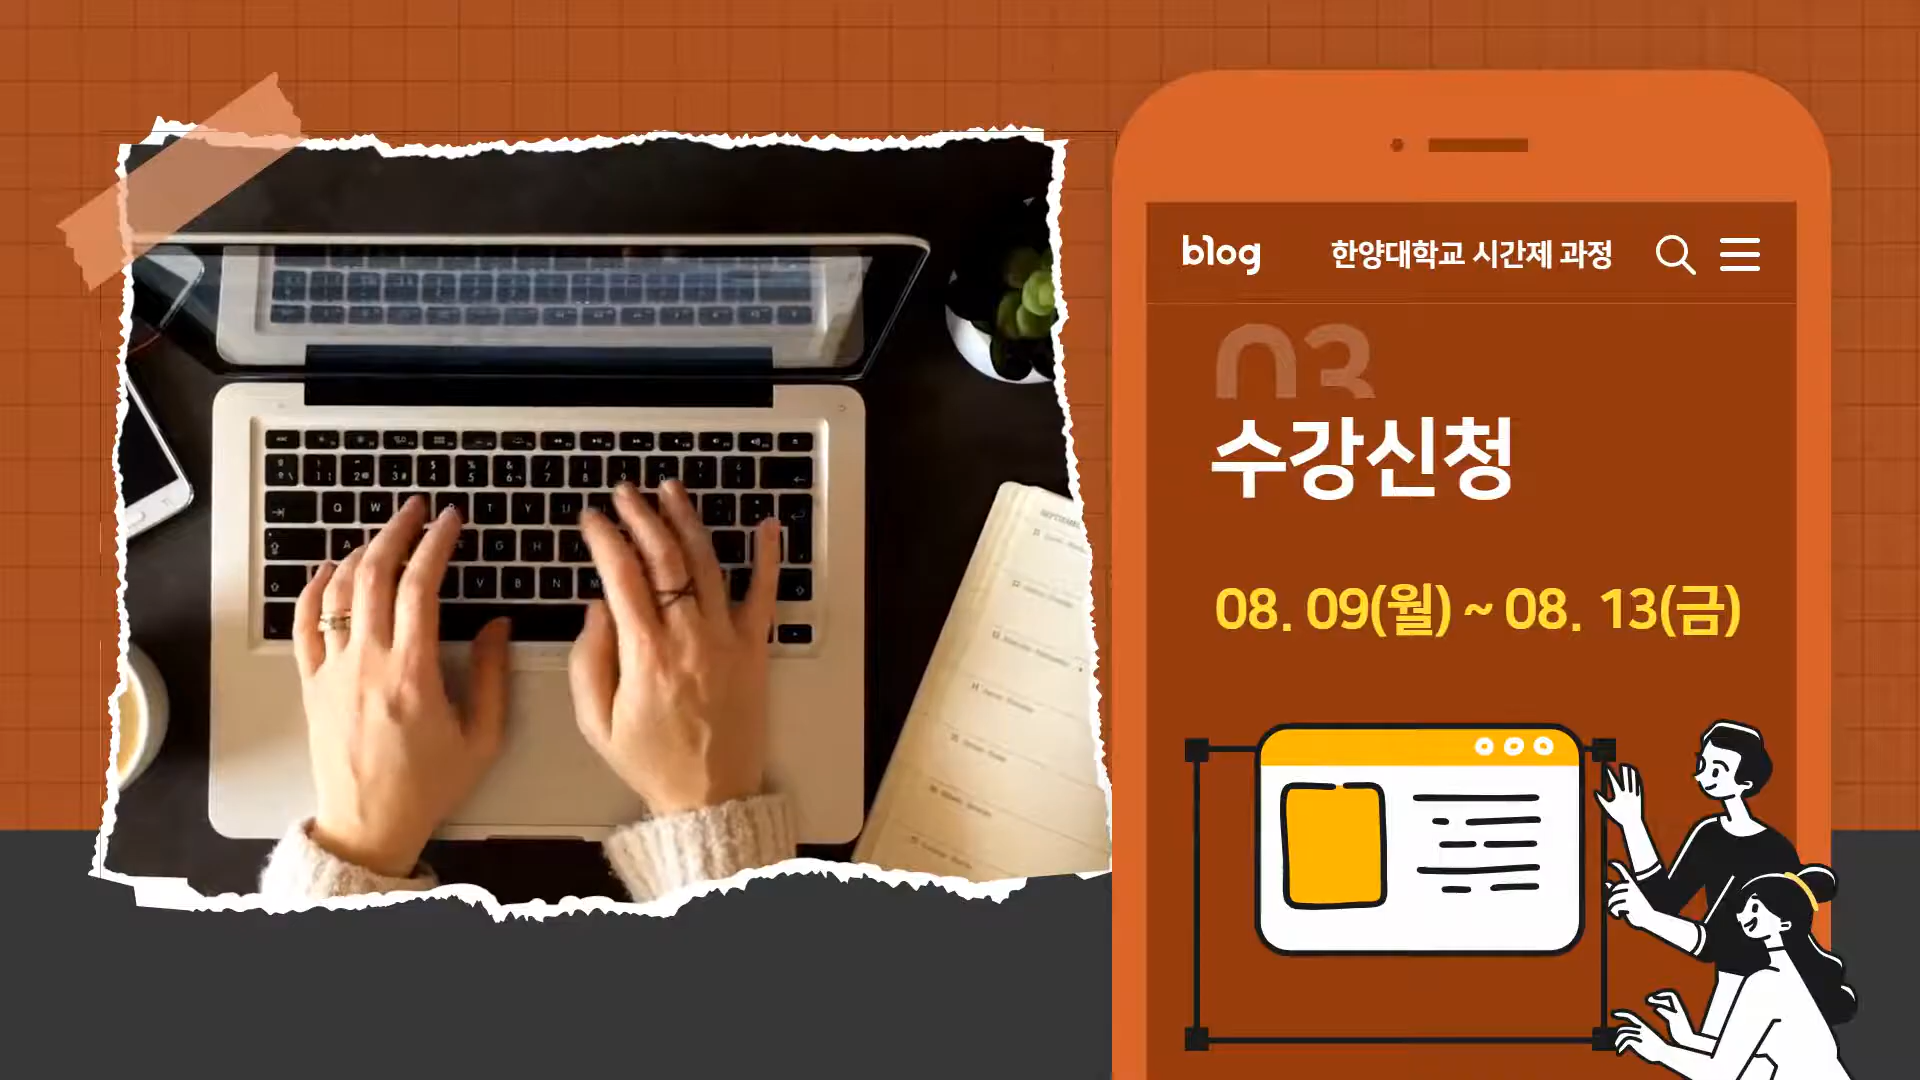 blog
한양대학교 시간제 과정
03
수강신청
08. 09(월) ~ 08. 13(금)